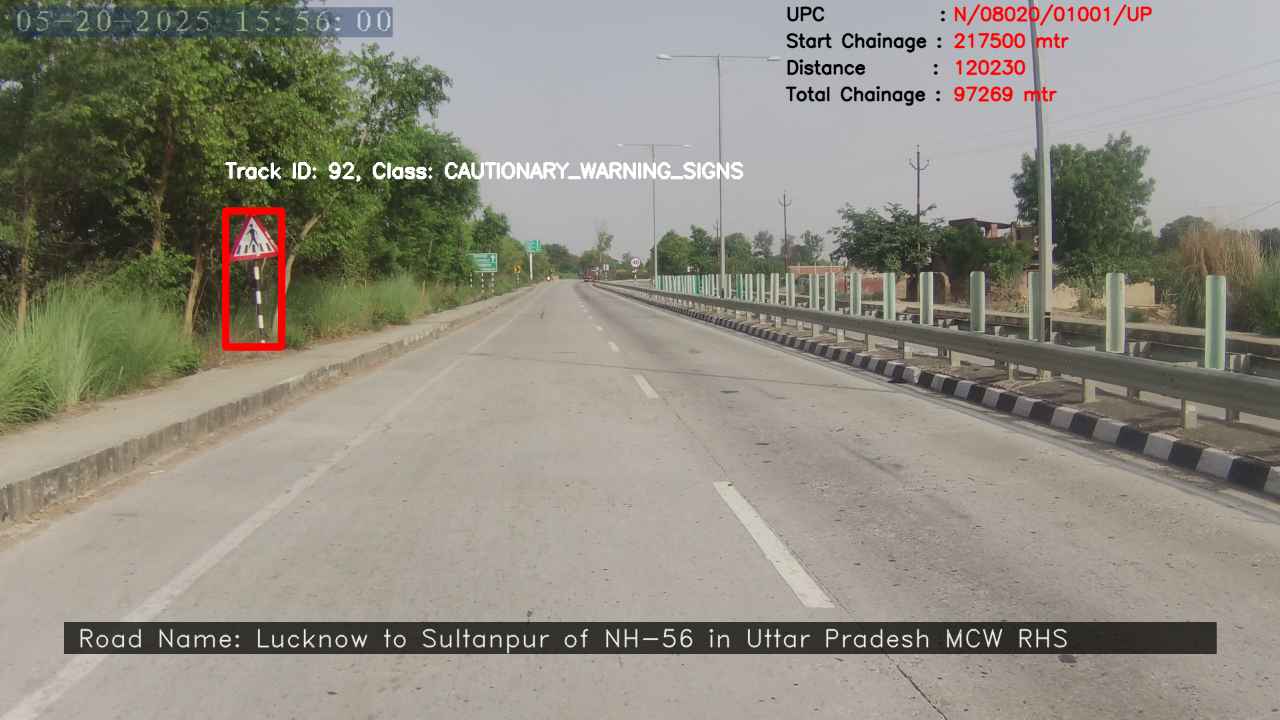 05-20-2025 15:56:00
UPC : N/08020/01001/UP
Start Chainage : 217500 mtr
Distance : 120230
Total Chainage : 97269 mtr
Track ID: 92, Class: CAUTIONARY_WARNING_SIGNS
Road Name: Lucknow to Sultanpur of NH-56 in Uttar Pradesh MCW RHS